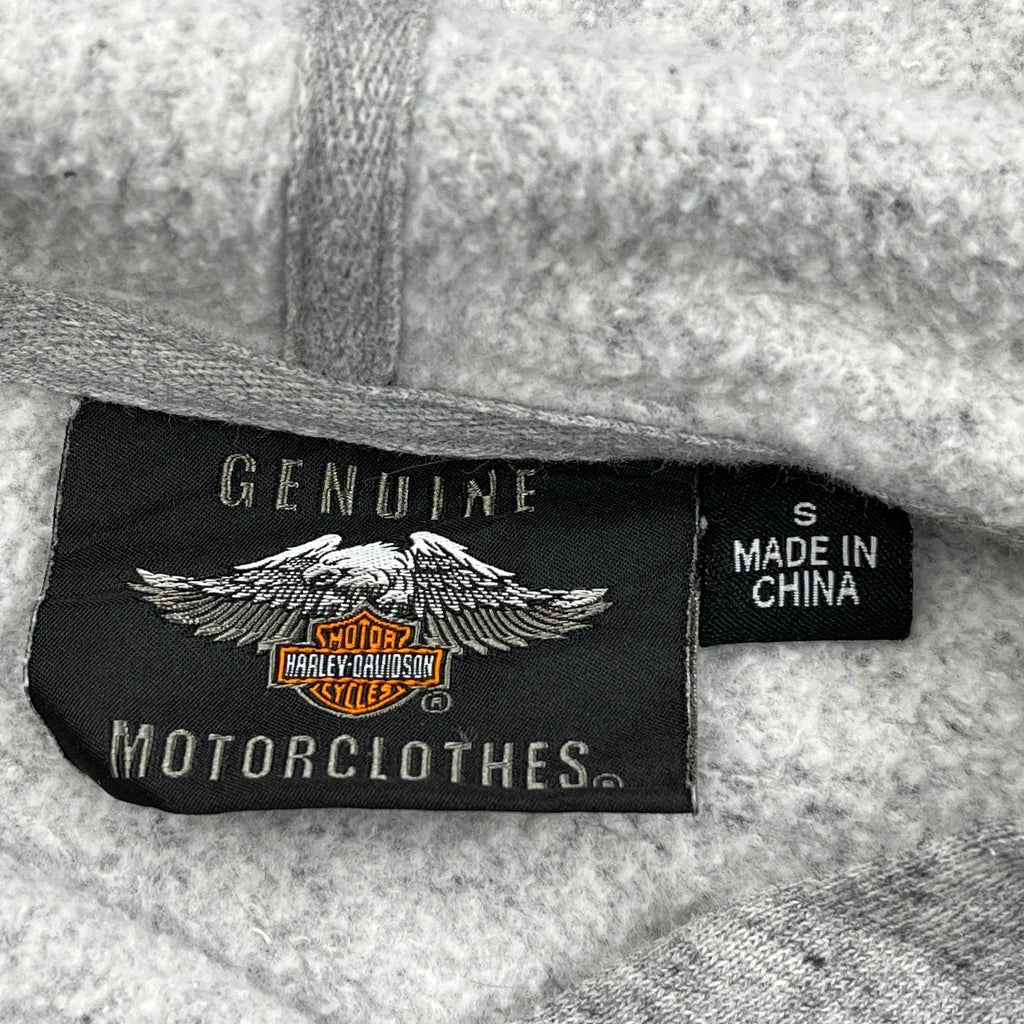 GENUINE
MOTOR
HARLEY-DAVIDSON
CYCLES
®
MOTORCLOTHES®
S
MADE IN
CHINA